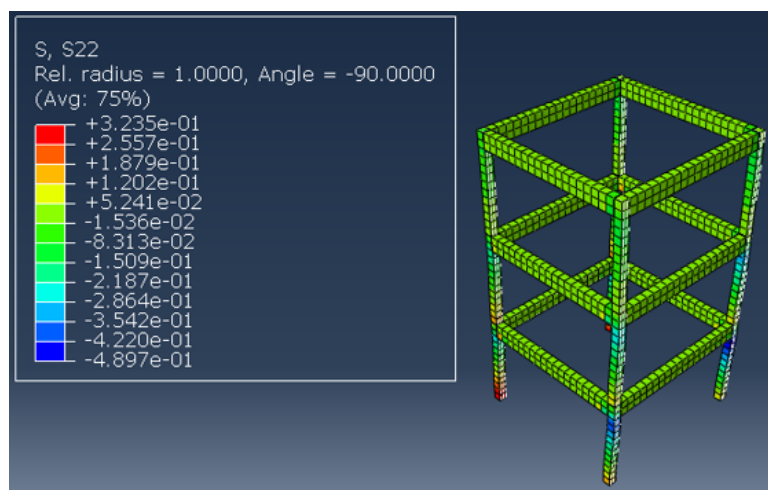 S, S22
Rel. radius = 1.0000, Angle = -90.0000
(Avg: 75%)
+3.235e-01
+2.557e-01
+1.879e-01
+1.202e-01
+5.241e-02
-1.536e-02
-8.313e-02
-1.509e-01
-2.187e-01
-2.864e-01
-3.542e-01
-4.220e-01
-4.897e-01